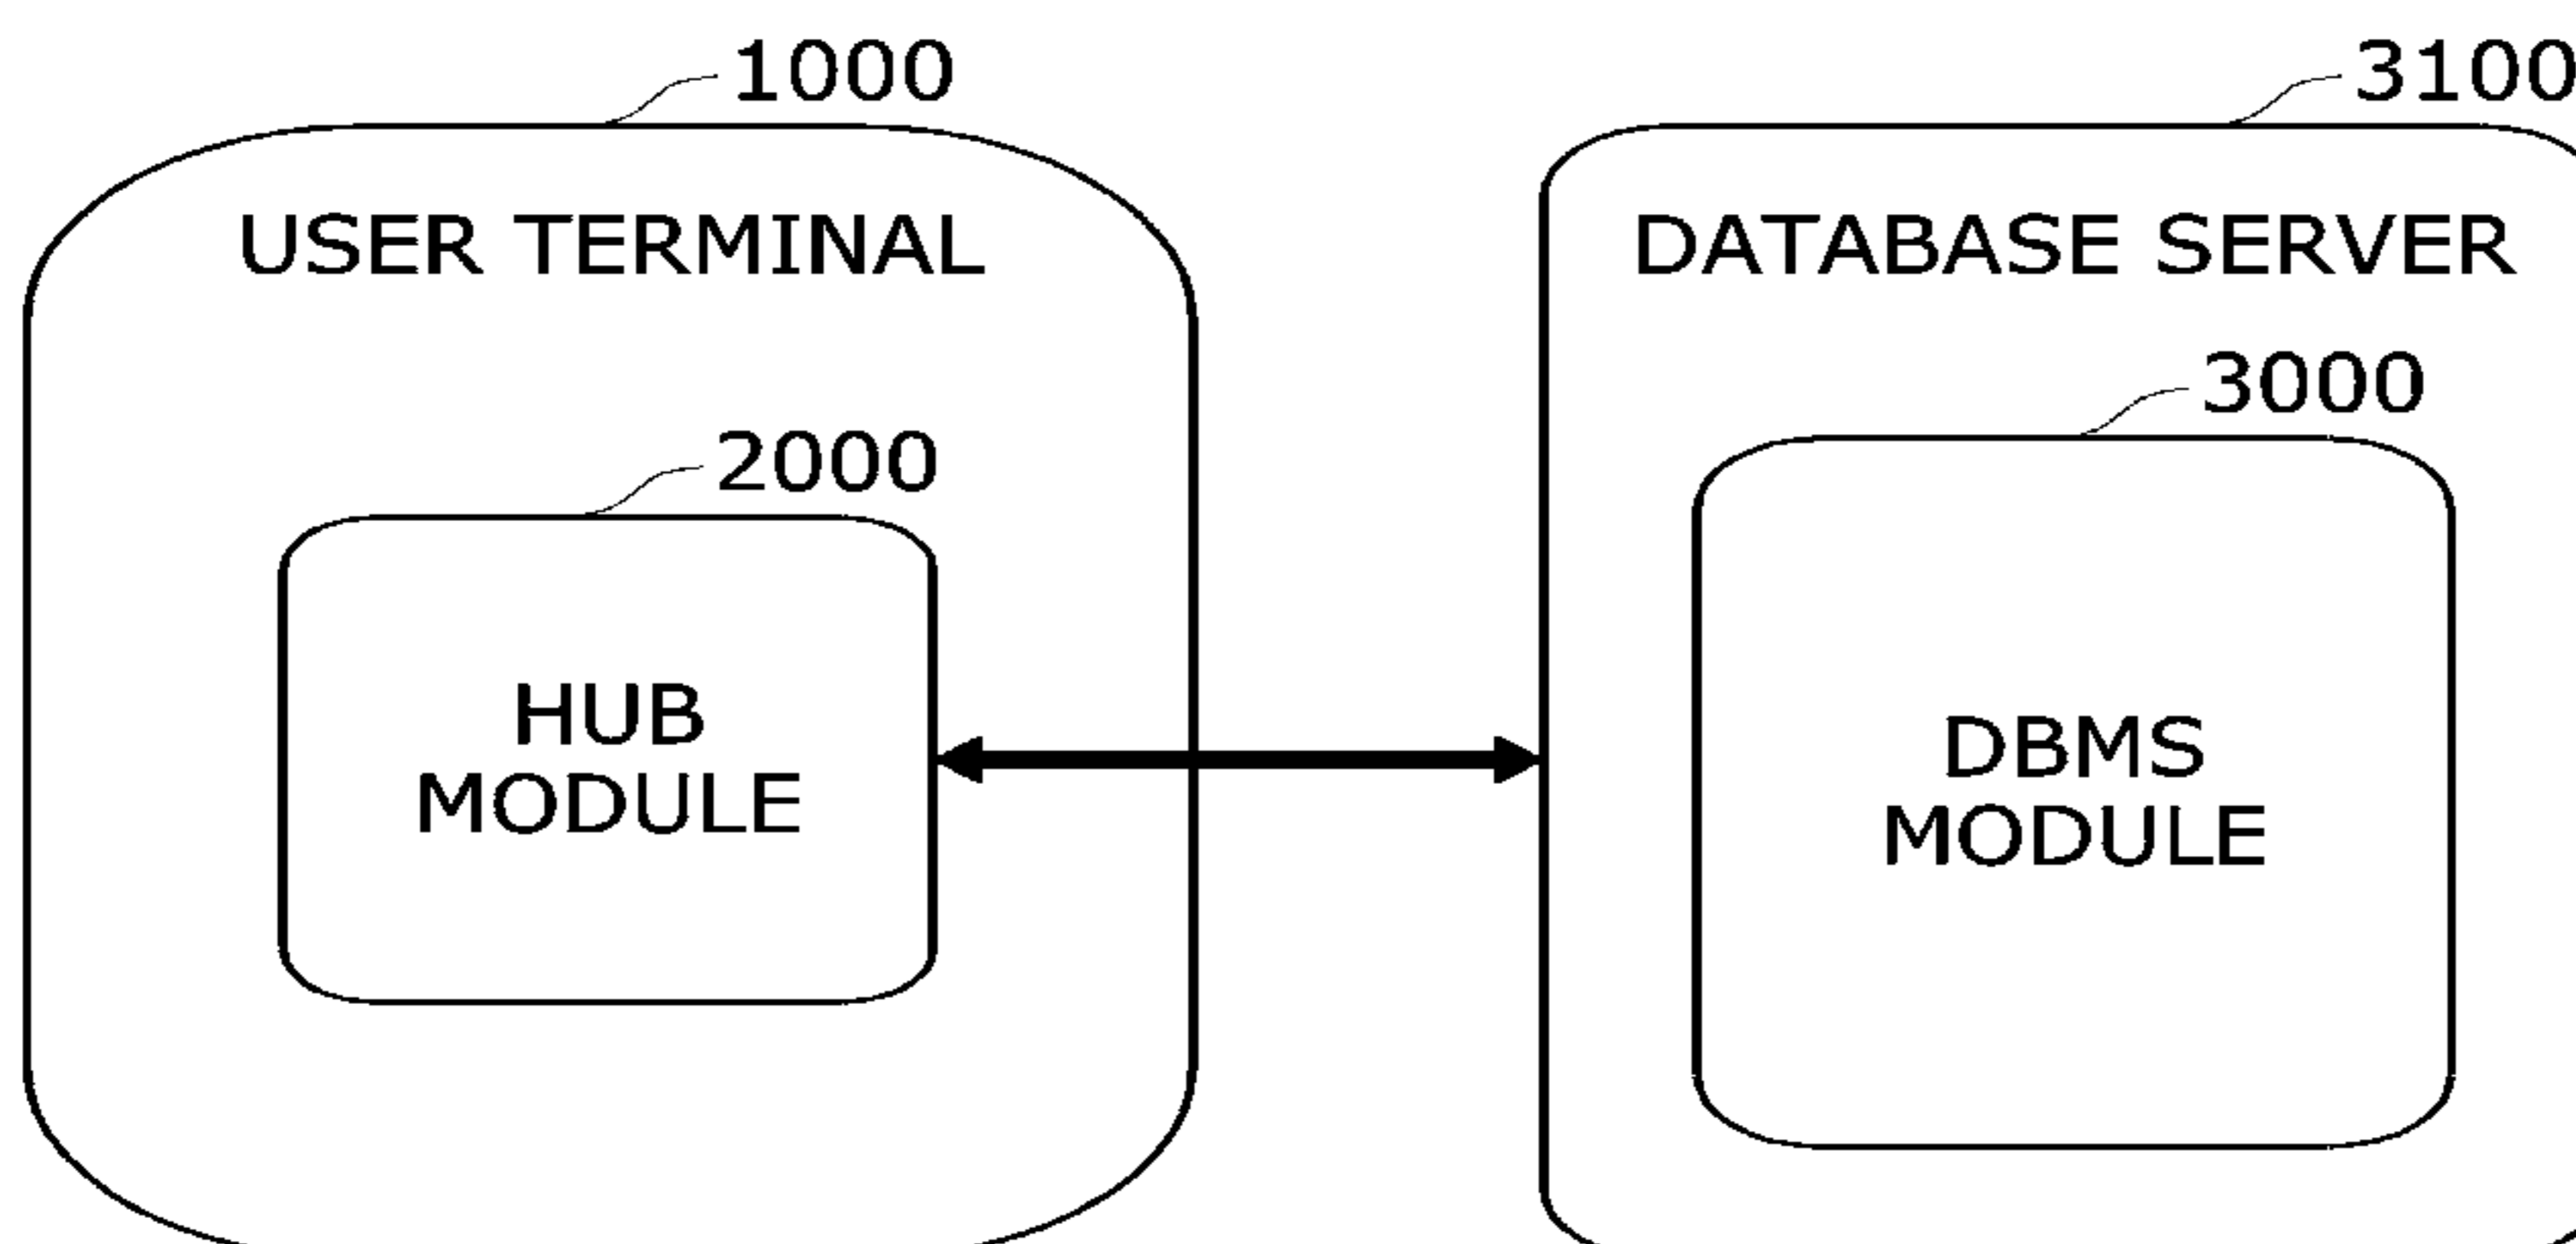 1000
3100
USER TERMINAL
DATABASE SERVER
3000
2000
HUB
MODULE
DBMS
MODULE